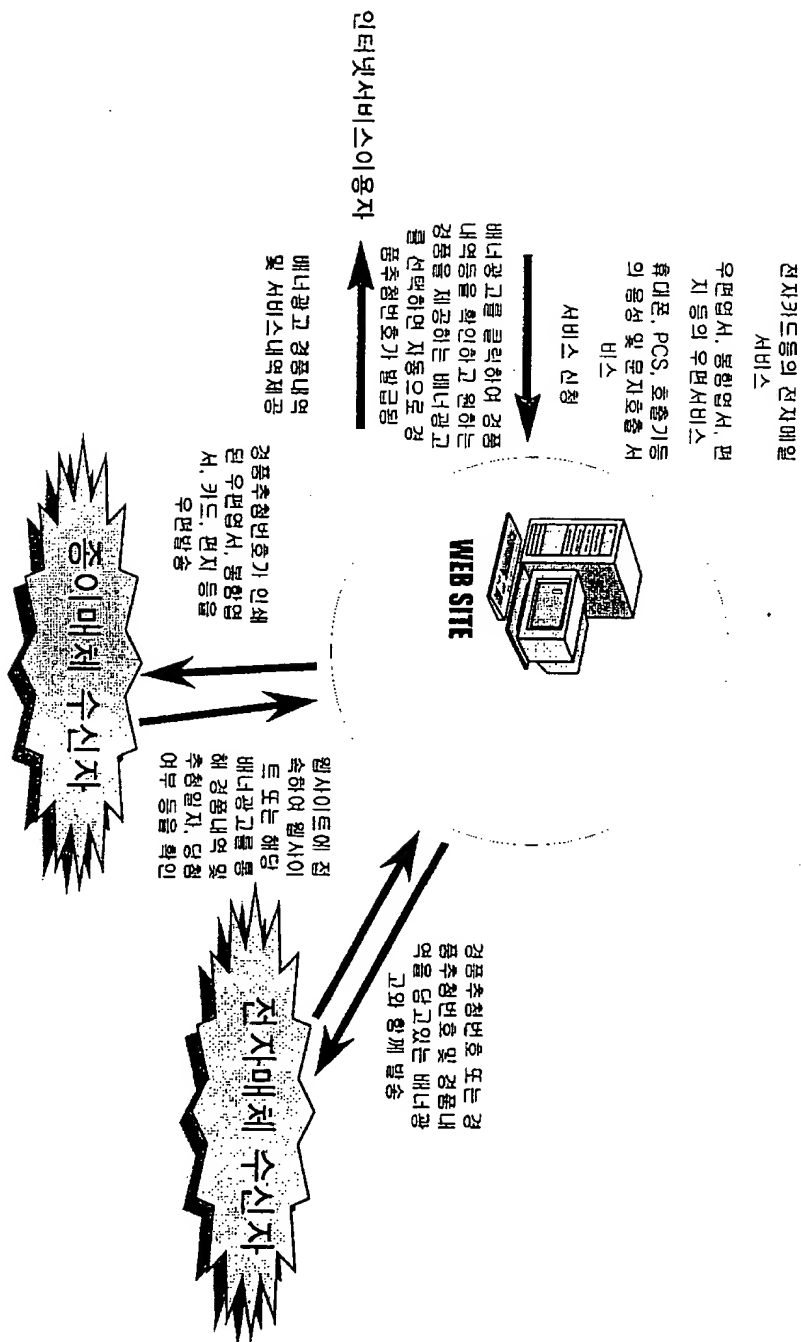 전자카드등의 전자메일
서비스
우편엽서, 봉함엽서, 편
지 등의 우편서비스
휴대폰, PCS, 호출기등
의 음성 및 문자호출 서
비스
서비스 신청
배너광고를 클릭하여 경품
내역등을 확인하고 원하는
경품을 제공하는 배너광고
를 선택하면 자동으로 경
품추첨번호가 발급됨
인터넷서비스이용자
배너광고 경품내역
및 서비스내역제공
WEB SITE
경품추첨번호가 인쇄
된 우편엽서, 봉함엽
서, 카드, 편지 등을
우편발송
종이매체 수신자
웹사이트에 접
속하여 웹사이
트 또는 해당
배너광고를 통
해 경품내역 및
추첨일자, 당첨
여부 등을 확인
경품추첨번호 또는 경
품추첨번호 및 경품내
역을 담고있는 배너광
고와 함께 발송
전자매체 수신자